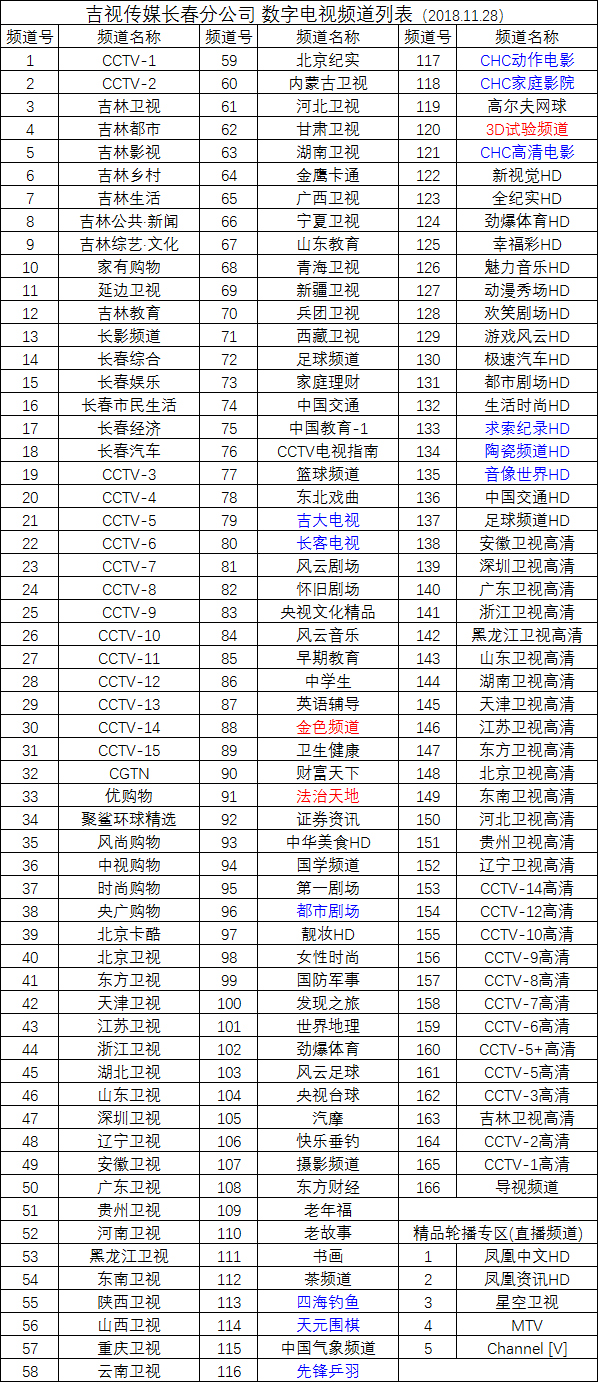 吉视传媒长春分公司 数字电视频道列表（2018.11.28）
频道号 频道名称 频道号 频道名称 频道号 频道名称
1 CCTV-1 59 北京纪实 117 CHC动作电影
2 CCTV-2 60 内蒙古卫视 118 CHC家庭影院
3 吉林卫视 61 河北卫视 119 高尔夫网球
4 吉林都市 62 甘肃卫视 120 3D试验频道
5 吉林影视 63 湖南卫视 121 CHC高清电影
6 吉林乡村 64 金鹰卡通 122 新视觉HD
7 吉林生活 65 广西卫视 123 全纪实HD
8 吉林公共·新闻 66 宁夏卫视 124 劲爆体育HD
9 吉林综艺·文化 67 山东教育 125 幸福彩HD
10 家有购物 68 青海卫视 126 魅力音乐HD
11 延边卫视 69 新疆卫视 127 动漫秀场HD
12 吉林教育 70 兵团卫视 128 欢笑剧场HD
13 长影频道 71 西藏卫视 129 游戏风云HD
14 长春综合 72 足球频道 130 极速汽车HD
15 长春娱乐 73 家庭理财 131 都市剧场HD
16 长春市民生活 74 中国交通 132 生活时尚HD
17 长春经济 75 中国教育-1 133 求索纪录HD
18 长春汽车 76 CCTV电视指南 134 陶瓷频道HD
19 CCTV-3 77 篮球频道 135 音像世界HD
20 CCTV-4 78 东北戏曲 136 中国交通HD
21 CCTV-5 79 吉大电视 137 足球频道HD
22 CCTV-6 80 长客电视 138 安徽卫视高清
23 CCTV-7 81 风云剧场 139 深圳卫视高清
24 CCTV-8 82 怀旧剧场 140 广东卫视高清
25 CCTV-9 83 央视文化精品 141 浙江卫视高清
26 CCTV-10 84 风云音乐 142 黑龙江卫视高清
27 CCTV-11 85 早期教育 143 山东卫视高清
28 CCTV-12 86 中学生 144 湖南卫视高清
29 CCTV-13 87 英语辅导 145 天津卫视高清
30 CCTV-14 88 金色频道 146 江苏卫视高清
31 CCTV-15 89 卫生健康 147 东方卫视高清
32 CGTN 90 财富天下 148 北京卫视高清
33 优购物 91 法治天地 149 东南卫视高清
34 聚鲨环球精选 92 证券资讯 150 河北卫视高清
35 风尚购物 93 中华美食HD 151 贵州卫视高清
36 中视购物 94 国学频道 152 辽宁卫视高清
37 时尚购物 95 第一剧场 153 CCTV-14高清
38 央广购物 96 都市剧场 154 CCTV-12高清
39 北京卡酷 97 靓妆HD 155 CCTV-10高清
40 北京卫视 98 女性时尚 156 CCTV-9高清
41 东方卫视 99 国防军事 157 CCTV-8高清
42 天津卫视 100 发现之旅 158 CCTV-7高清
43 江苏卫视 101 世界地理 159 CCTV-6高清
44 浙江卫视 102 劲爆体育 160 CCTV-5+高清
45 湖北卫视 103 风云足球 161 CCTV-5高清
46 山东卫视 104 央视台球 162 CCTV-3高清
47 深圳卫视 105 汽摩 163 吉林卫视高清
48 辽宁卫视 106 快乐垂钓 164 CCTV-2高清
49 安徽卫视 107 摄影频道 165 CCTV-1高清
50 广东卫视 108 东方财经 166 导视频道
51 贵州卫视 109 老年福
52 河南卫视 110 老故事 精品轮播专区(直播频道)
53 黑龙江卫视 111 书画 1 凤凰中文HD
54 东南卫视 112 茶频道 2 凤凰资讯HD
55 陕西卫视 113 四海钓鱼 3 星空卫视
56 山西卫视 114 天元围棋 4 MTV
57 重庆卫视 115 中国气象频道 5 Channel [V]
58 云南卫视 116 先锋乒羽